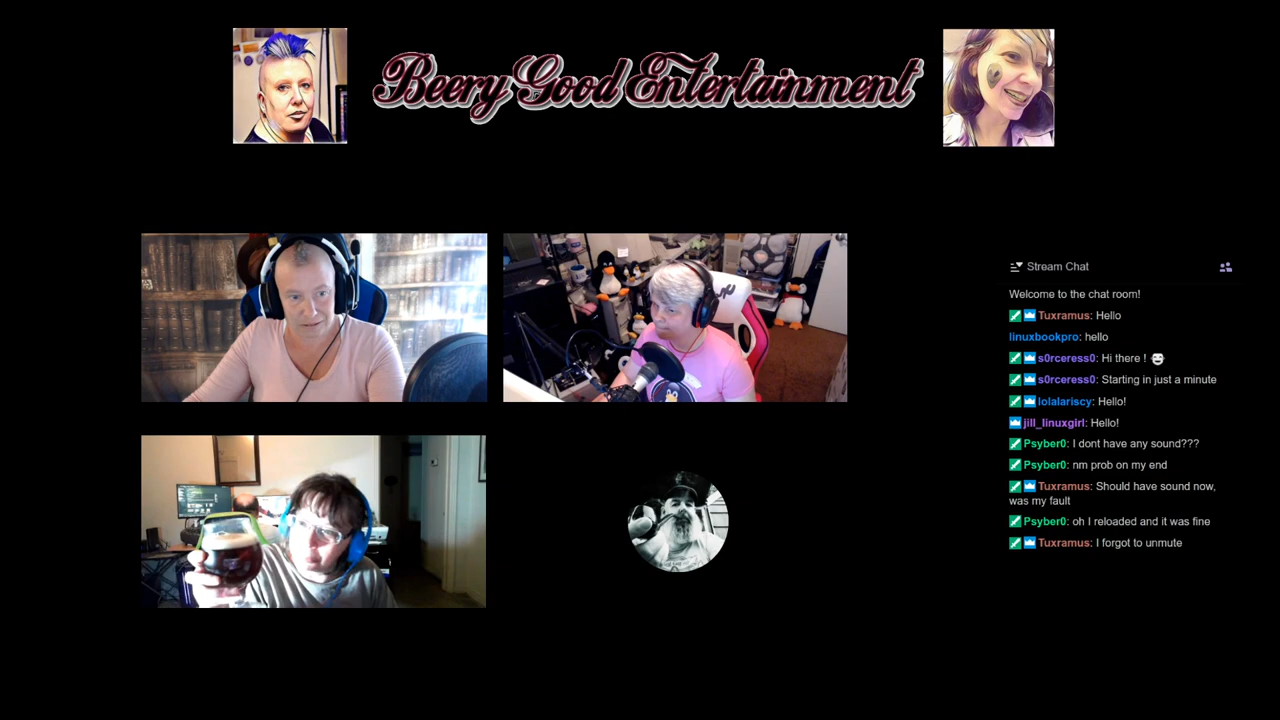 Beery Good Entertainment
Stream Chat
Welcome to the chat room!
Tuxramus: Hello
linuxbookpro: hello
s0rceress0: Hi there !
s0rceress0: Starting in just a minute
lolalariscy: Hello!
jill_linuxgirl: Hello!
Psyber0: I dont have any sound???
Psyber0: nm prob on my end
Tuxramus: Should have sound now,
was my fault
Psyber0: oh I reloaded and it was fine
Tuxramus: I forgot to unmute